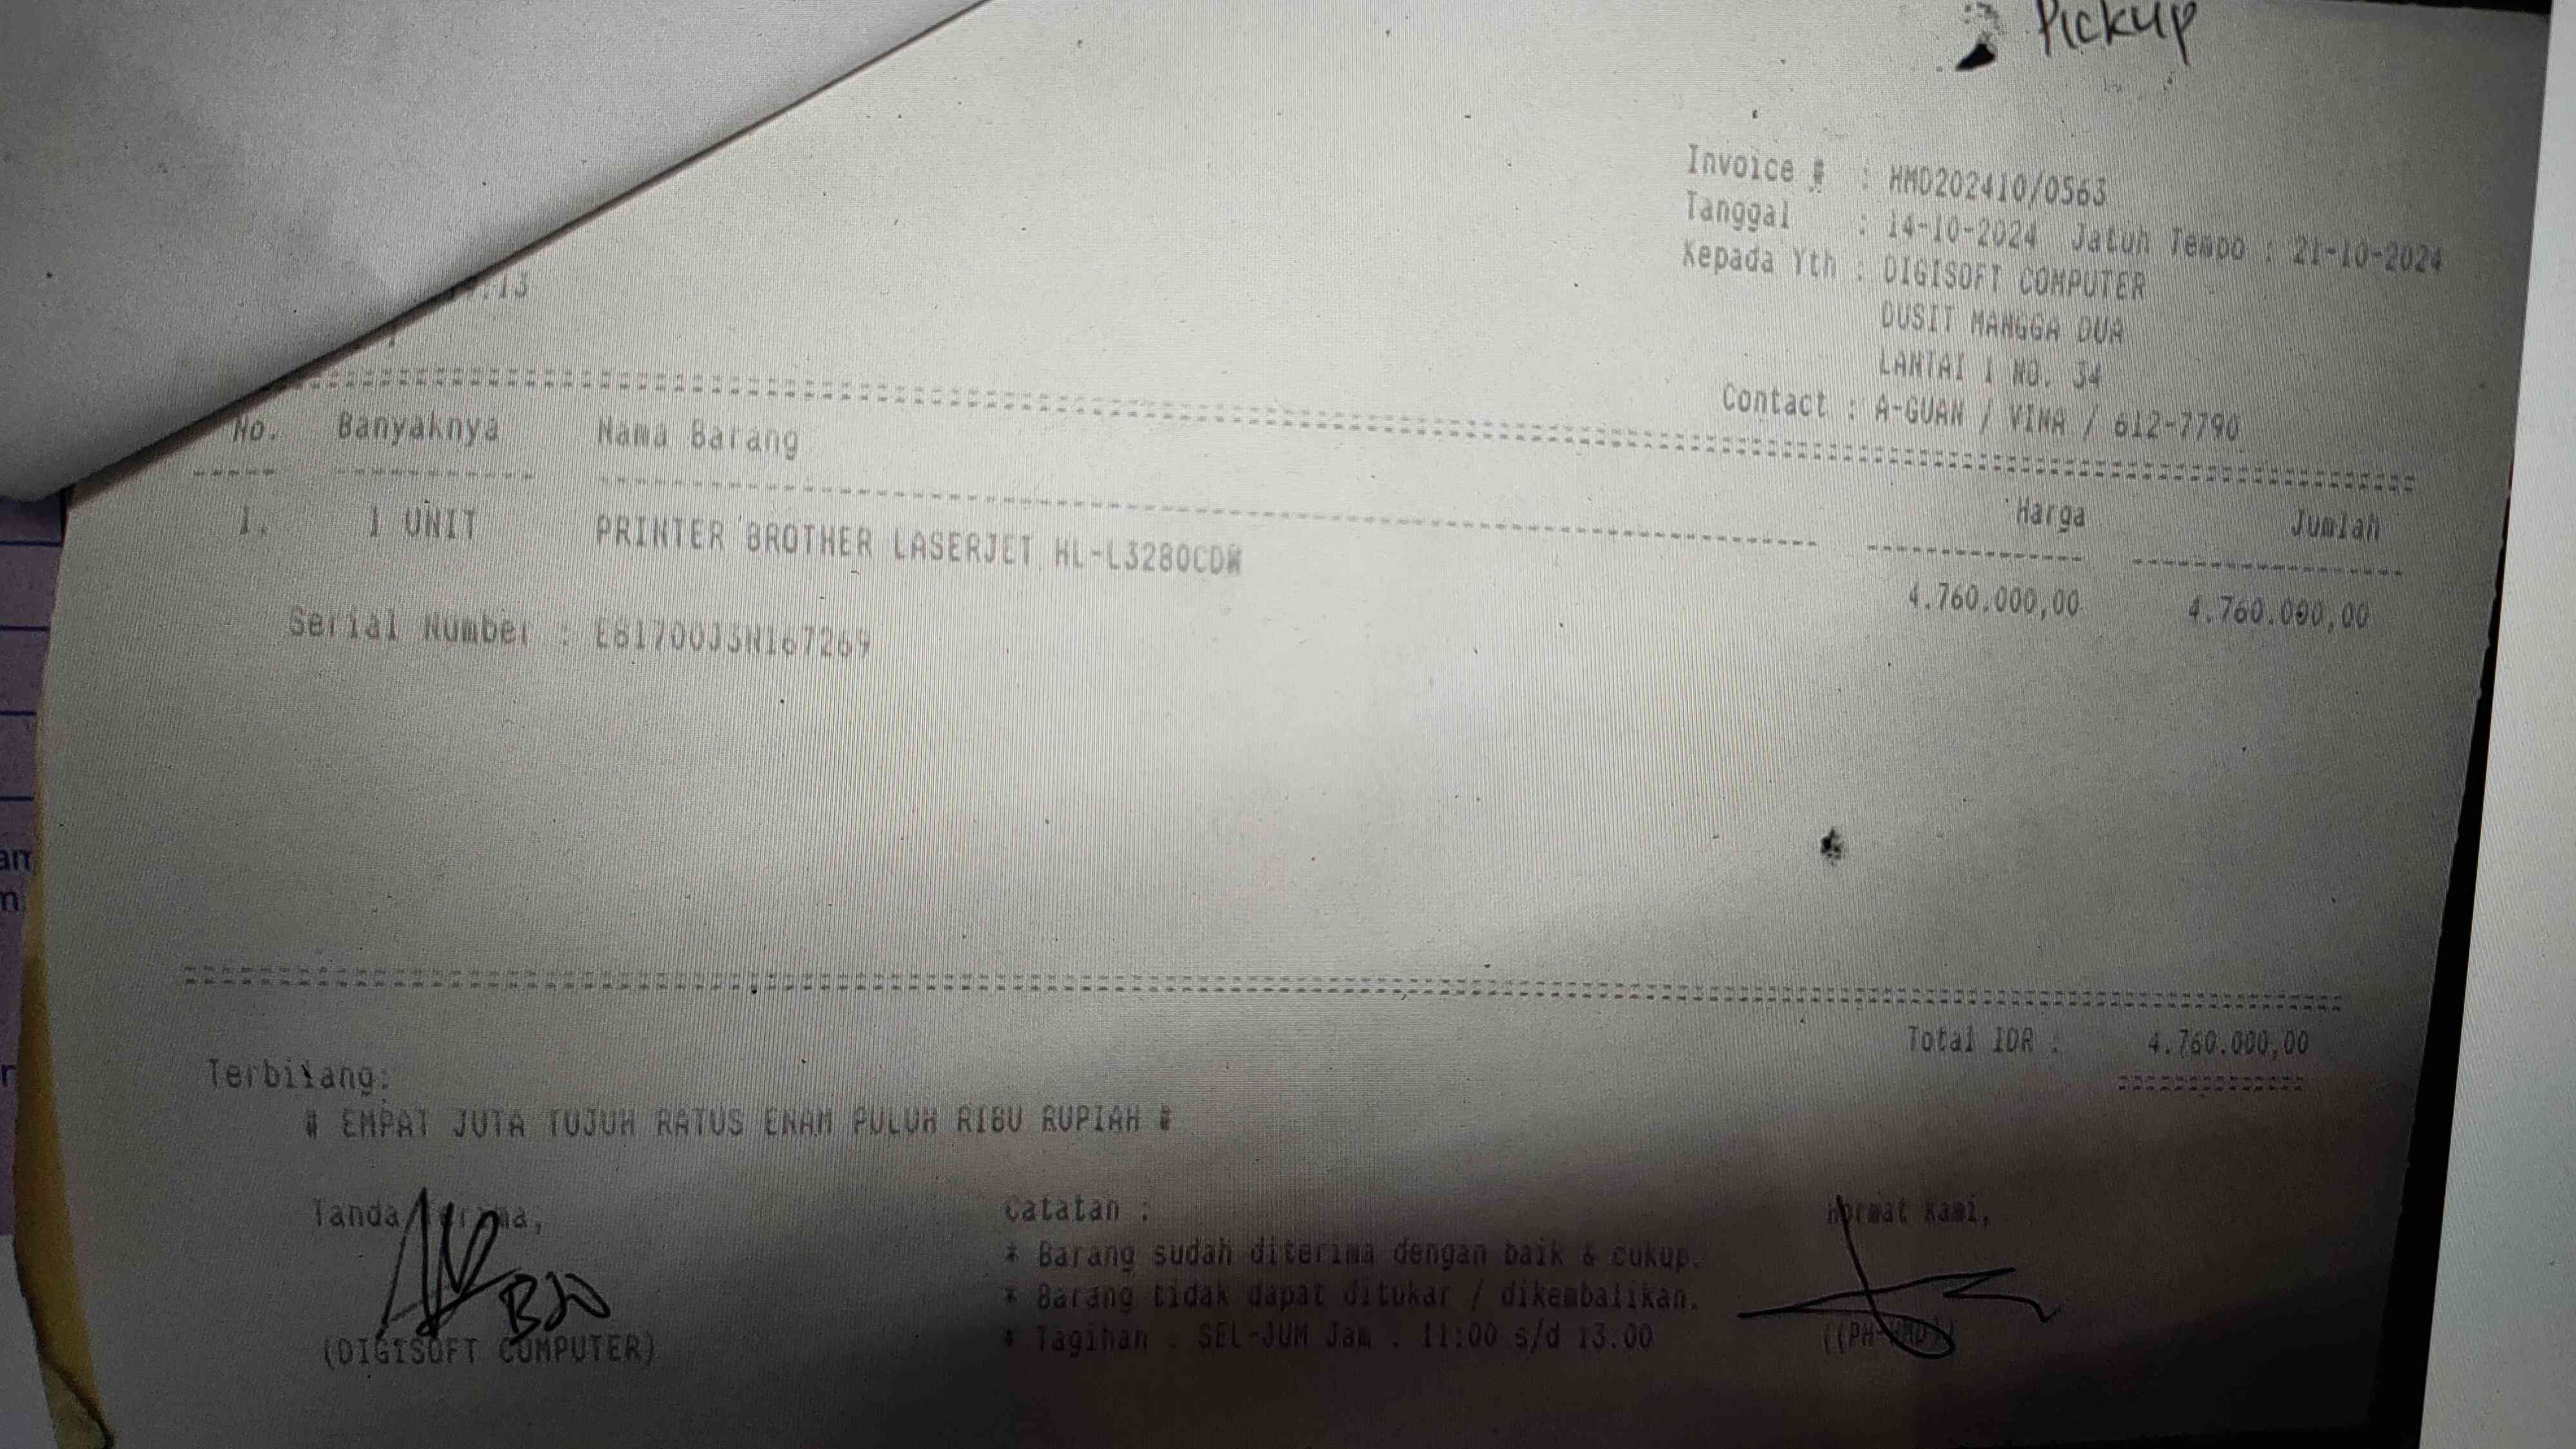 Pickup
Invoice # : HMD202410/0563
Tanggal : 14-10-2024 Jatuh Tempo : 21-10-2024
Kepada Yth : DIGISOFT COMPUTER
DUSIT MANGGA DUA
LANTAI 1 NO. 34
Contact : A-GUAN / VINA / 612-7790
No. Banyaknya Nama Barang Harga Jumlah
1. 1 UNIT PRINTER BROTHER LASERJET HL-L3280CDW 4.760.000,00 4.760.000,00
Serial Number : E81700J3N167269
Total IDR : 4.760.000,00
Terbilang:
# EMPAT JUTA TUJUH RATUS ENAM PULUH RIBU RUPIAH #
Tanda Terima, Catatan : Hormat Kami,
* Barang sudah diterima dengan baik & cukup.
* Barang tidak dapat ditukar / dikembalikan.
* Tagihan : SEL-JUM Jam . 11:00 s/d 13.00
(DIGISOFT COMPUTER) ((PH-HMD))